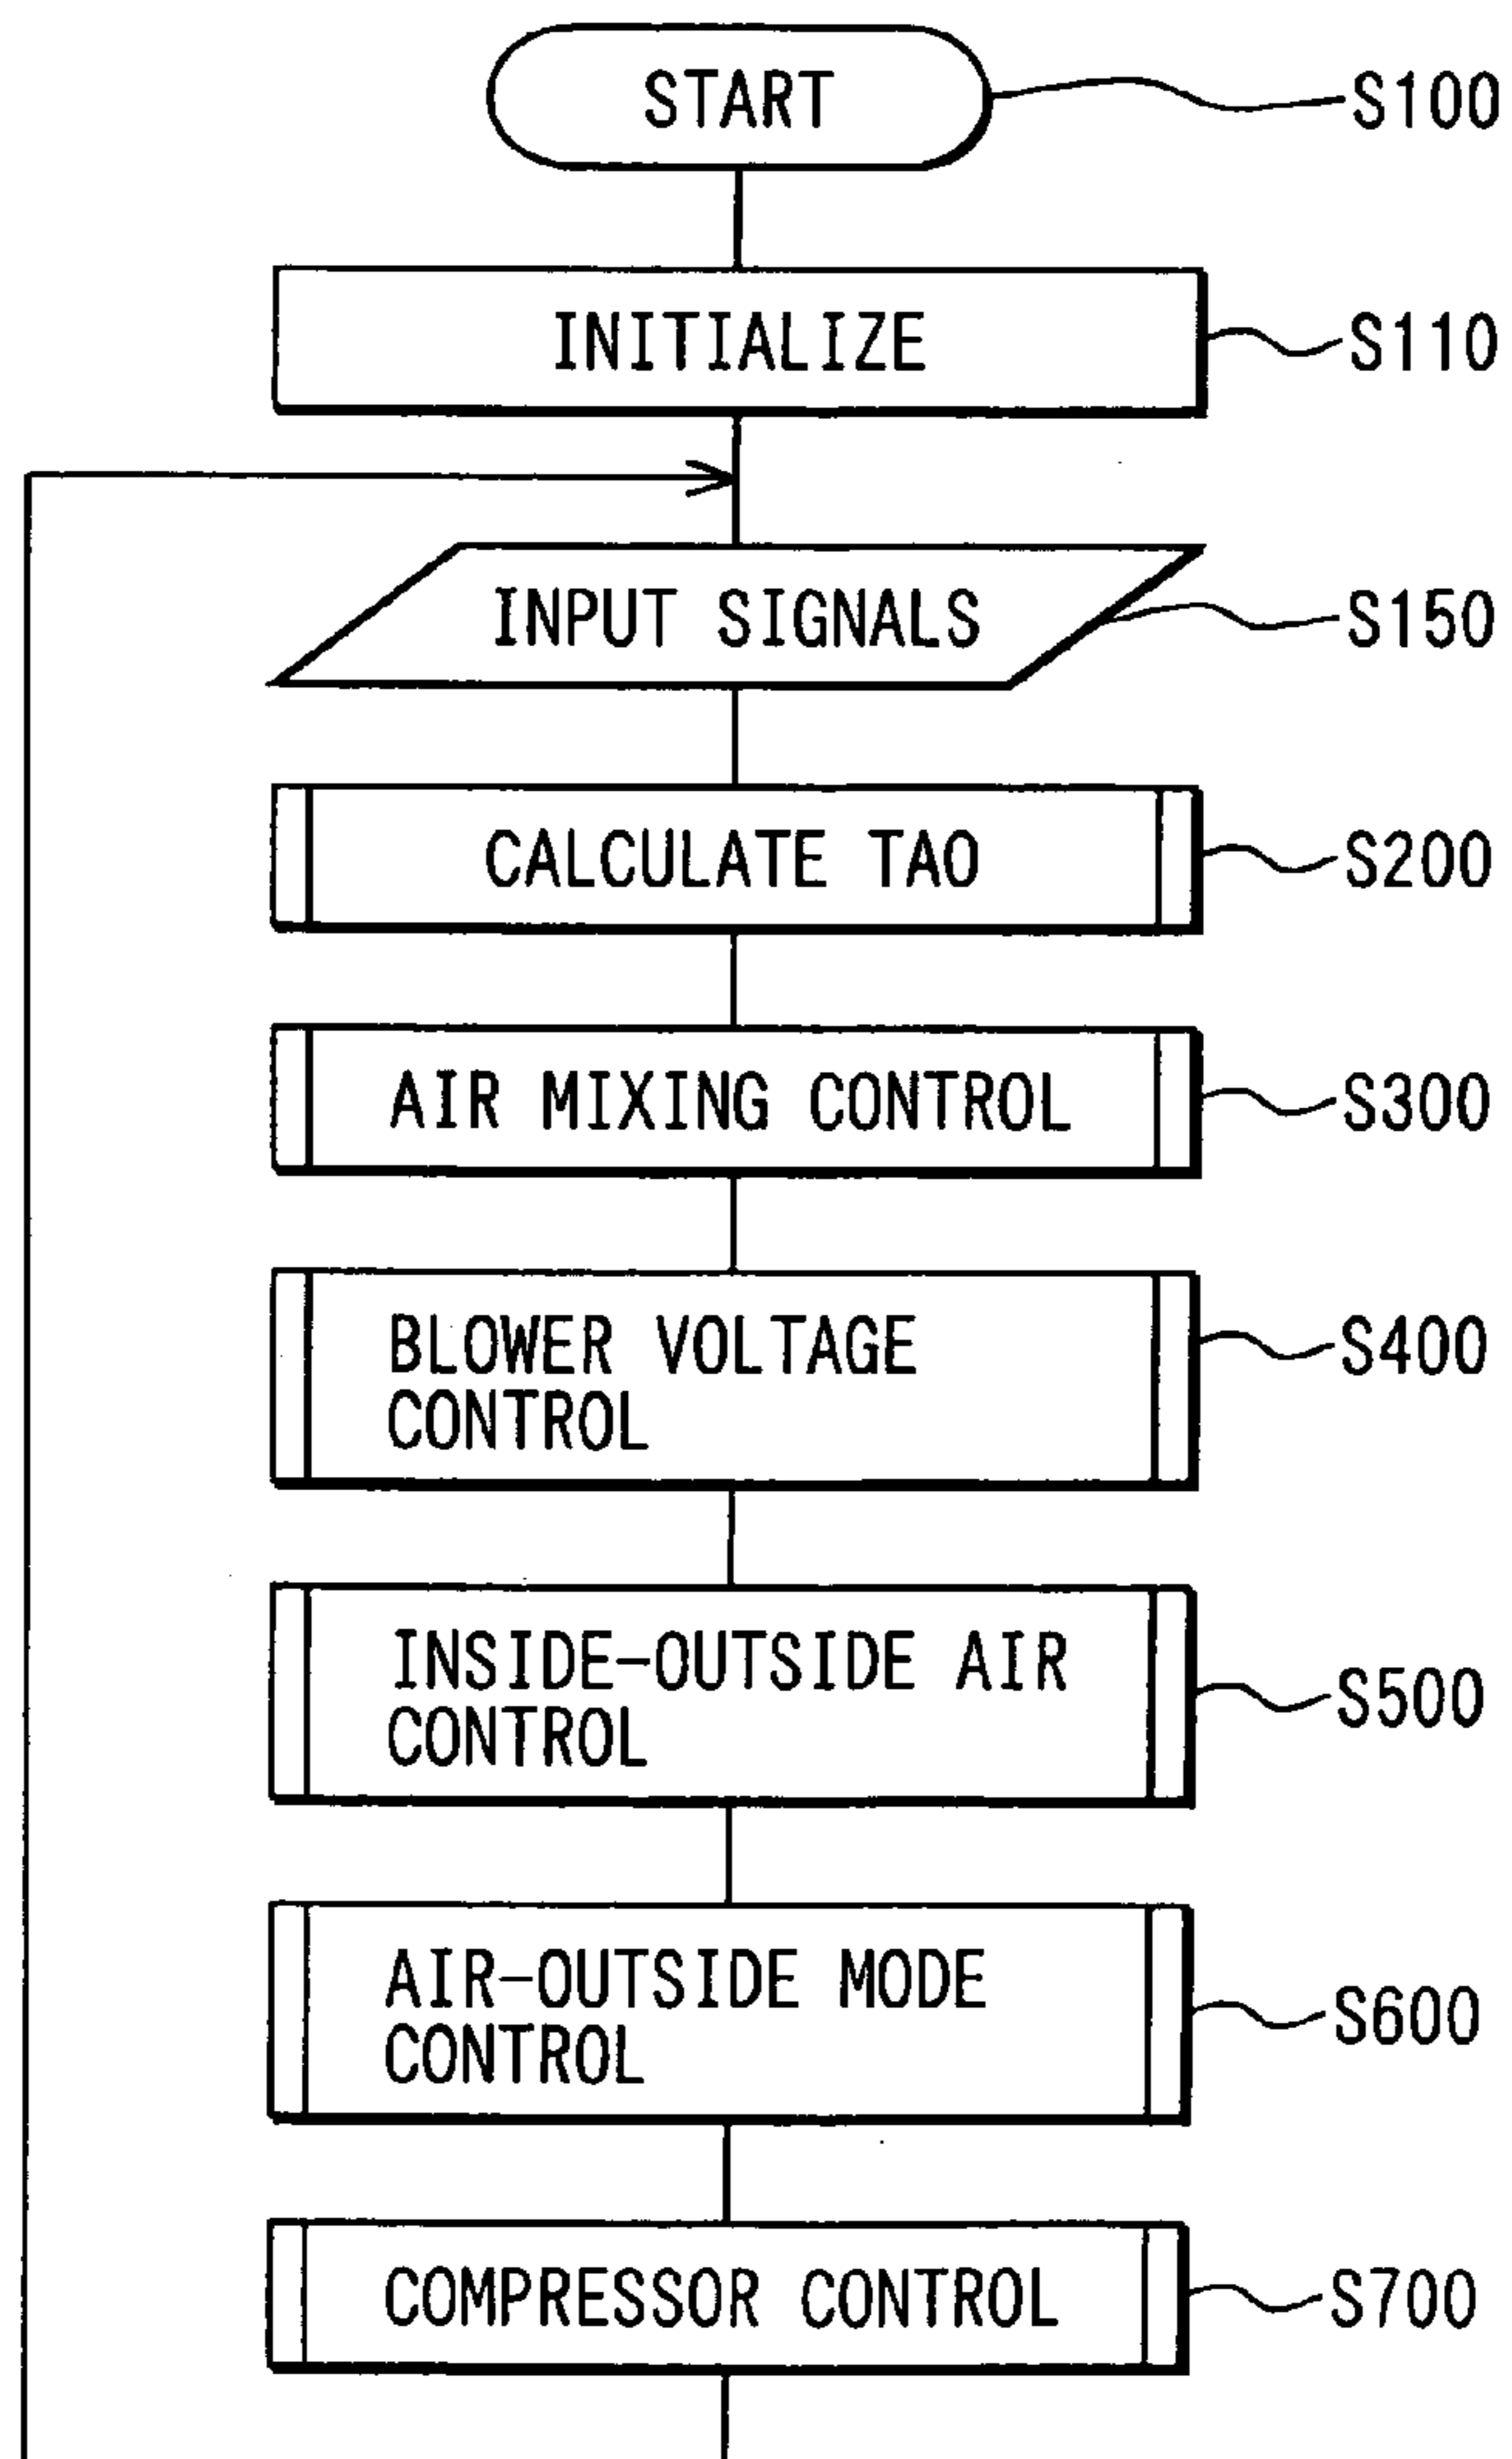 START
S100
INITIALIZE
S110
INPUT SIGNALS
S150
CALCULATE TAO
S200
AIR MIXING CONTROL
S300
BLOWER VOLTAGE
CONTROL
S400
INSIDE-OUTSIDE AIR
CONTROL
S500
AIR-OUTSIDE MODE
CONTROL
S600
COMPRESSOR CONTROL
S700